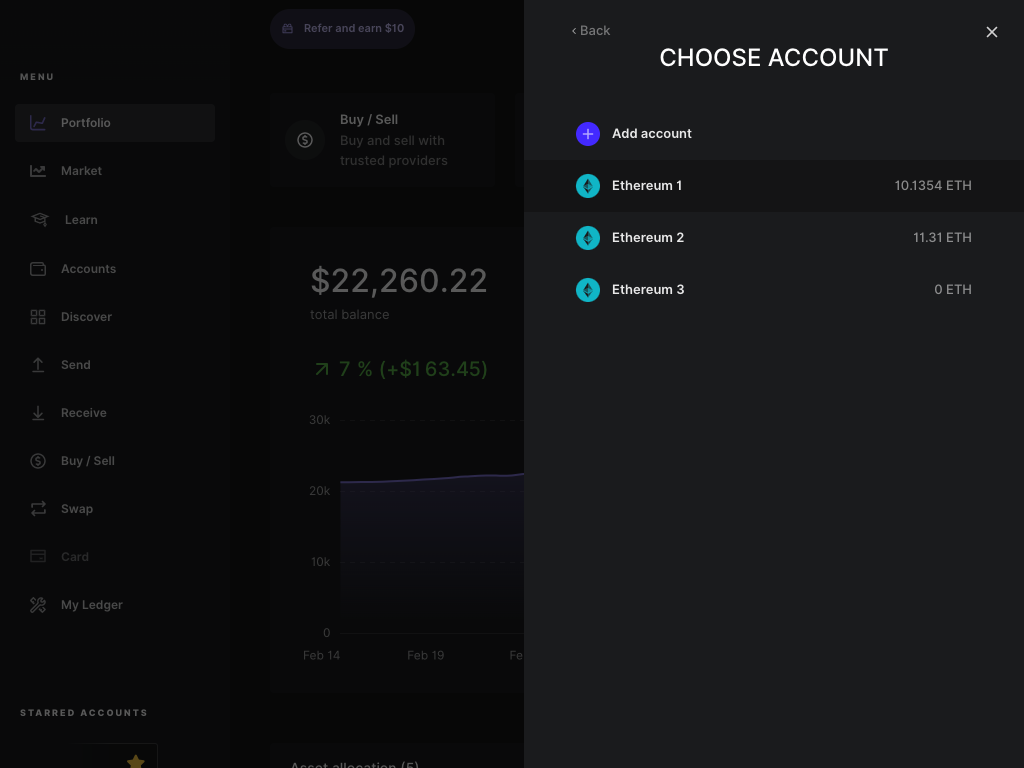 Refer and earn $10
MENU
Portfolio
Market
Learn
Accounts
Discover
Send
Receive
Buy / Sell
Swap
Card
My Ledger
STARRED ACCOUNTS
Buy / Sell
Buy and sell with
trusted providers
$22,260.22
total balance
7 % (+$163.45)
30k
20k
10k
0
Feb 14
Feb 19
Fe
Asset allocation (5)
‹ Back
CHOOSE ACCOUNT
Add account
Ethereum 1 10.1354 ETH
Ethereum 2 11.31 ETH
Ethereum 3 0 ETH